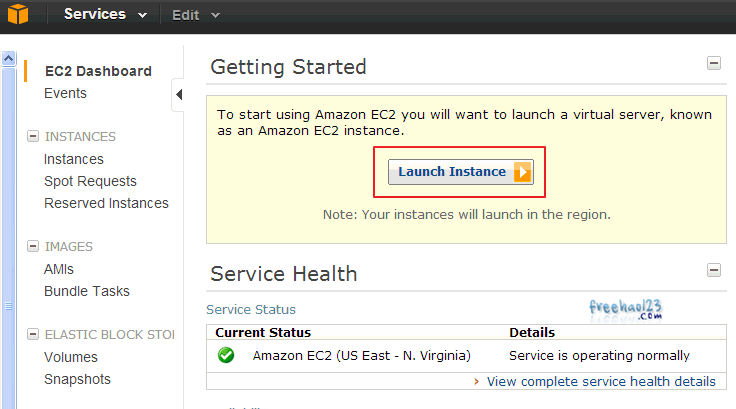 Services Edit
EC2 Dashboard
Events
INSTANCES
Instances
Spot Requests
Reserved Instances
IMAGES
AMIs
Bundle Tasks
ELASTIC BLOCK STO
Volumes
Snapshots
Getting Started
To start using Amazon EC2 you will want to launch a virtual server, known
as an Amazon EC2 instance.
Launch Instance
Note: Your instances will launch in the region.
Service Health
Service Status
freehao123
.com
Current Status Details
Amazon EC2 (US East - N. Virginia) Service is operating normally
View complete service health details